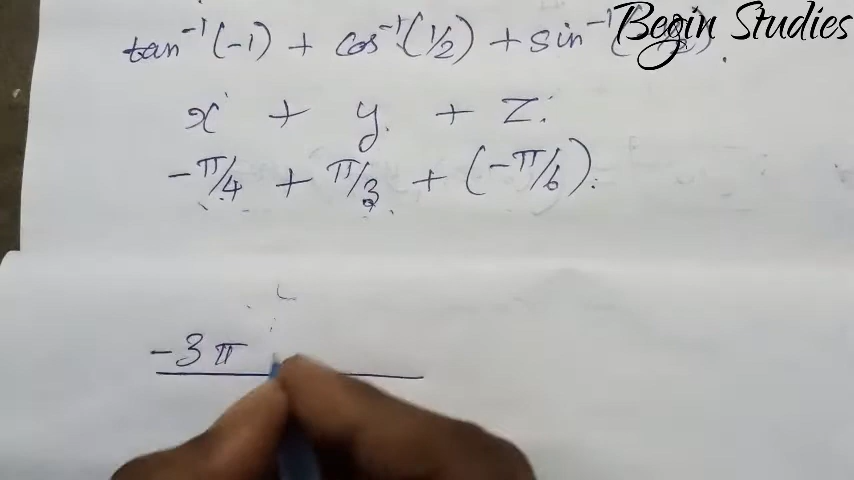 Begin Studies
tan⁻¹(-1) + cos⁻¹(1/2) + sin⁻¹(
x + y + z
-π/4 + π/3 + (-π/6)
-3π